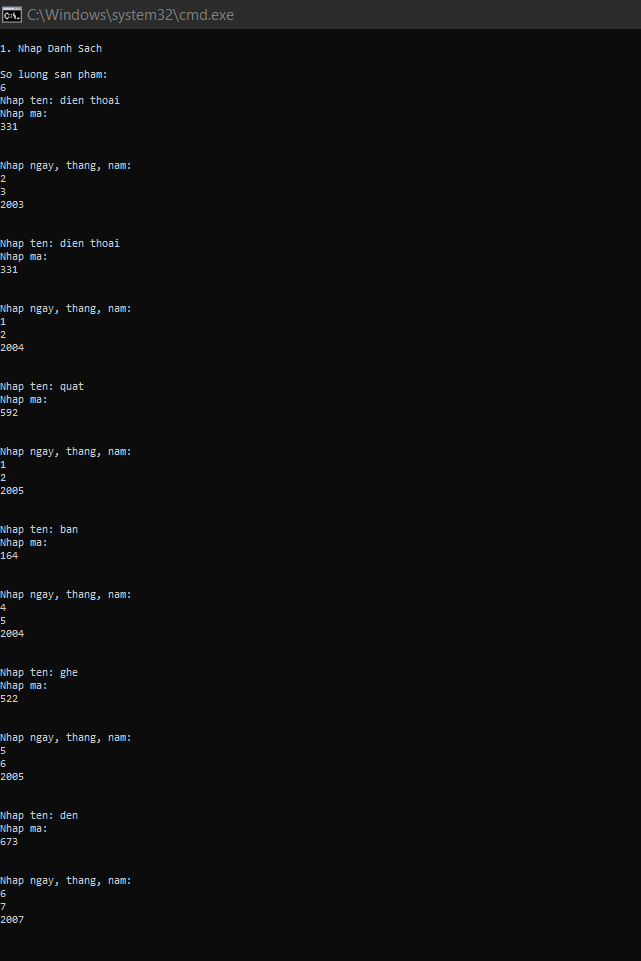 C:\Windows\system32\cmd.exe
1. Nhap Danh Sach
So luong san pham:
6
Nhap ten: dien thoai
Nhap ma:
331
Nhap ngay, thang, nam:
2
3
2003
Nhap ten: dien thoai
Nhap ma:
331
Nhap ngay, thang, nam:
1
2
2004
Nhap ten: quat
Nhap ma:
592
Nhap ngay, thang, nam:
1
2
2005
Nhap ten: ban
Nhap ma:
164
Nhap ngay, thang, nam:
4
5
2004
Nhap ten: ghe
Nhap ma:
522
Nhap ngay, thang, nam:
5
6
2005
Nhap ten: den
Nhap ma:
673
Nhap ngay, thang, nam:
6
7
2007